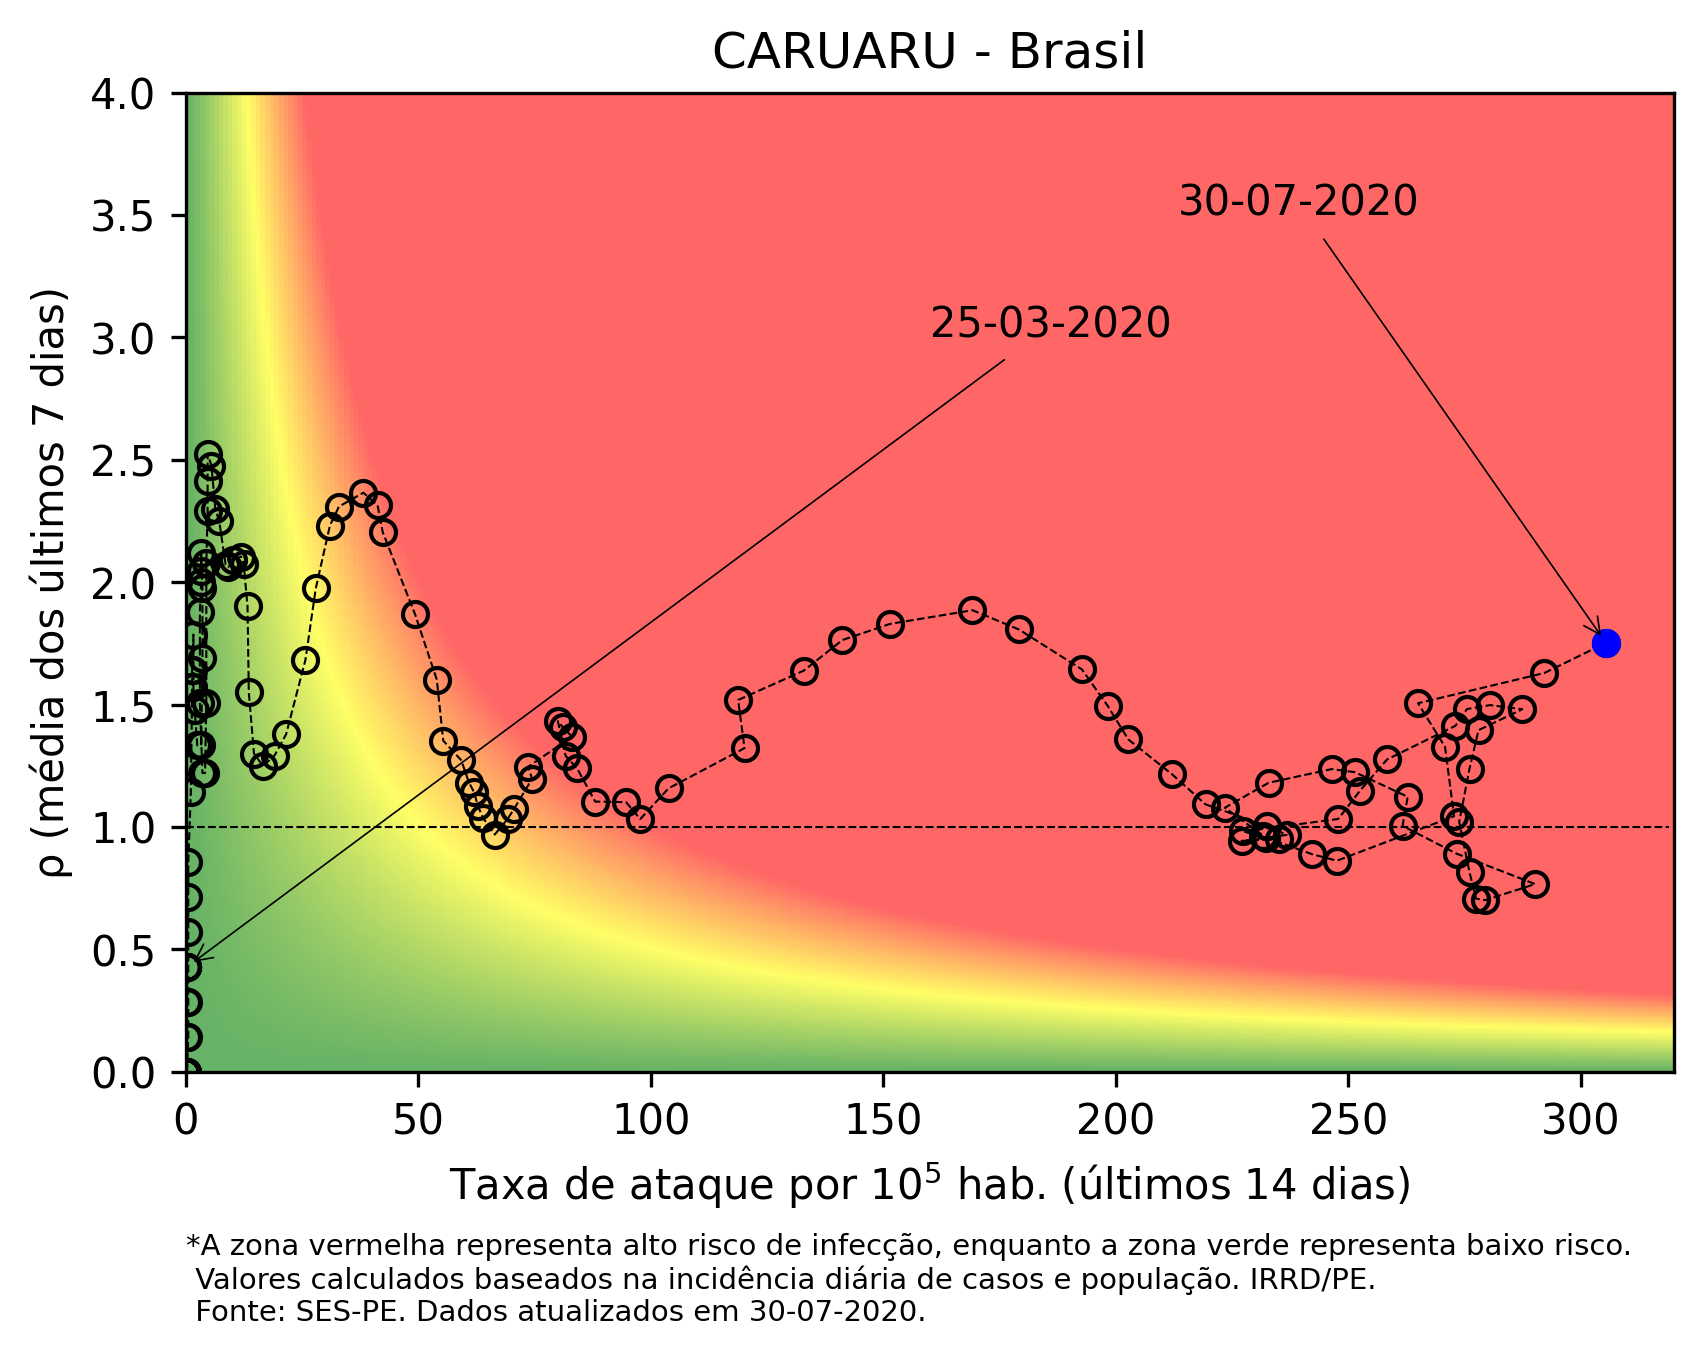 CARUARU - Brasil
4.0
3.5
3.0
2.5
2.0
1.5
1.0
0.5
0.0
ρ (média dos últimos 7 dias)
30-07-2020
25-03-2020
0 50 100 150 200 250 300
Taxa de ataque por 10⁵ hab. (últimos 14 dias)
*A zona vermelha representa alto risco de infecção, enquanto a zona verde representa baixo risco.
Valores calculados baseados na incidência diária de casos e população. IRRD/PE.
Fonte: SES-PE. Dados atualizados em 30-07-2020.